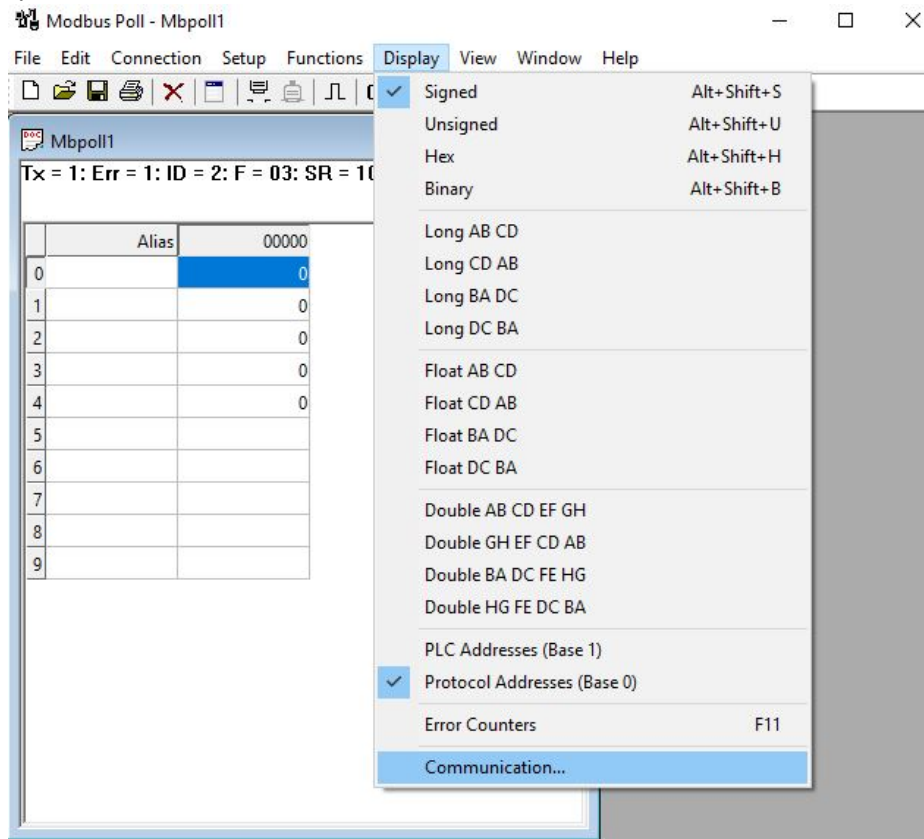 Modbus Poll - Mbpoll1
File Edit Connection Setup Functions Display View Window Help
Mbpoll1
Tx = 1: Err = 1: ID = 2: F = 03: SR = 10
Alias 00000
0 0
1 0
2 0
3 0
4 0
5
6
7
8
9
Signed Alt+Shift+S
Unsigned Alt+Shift+U
Hex Alt+Shift+H
Binary Alt+Shift+B
Long AB CD
Long CD AB
Long BA DC
Long DC BA
Float AB CD
Float CD AB
Float BA DC
Float DC BA
Double AB CD EF GH
Double GH EF CD AB
Double BA DC FE HG
Double HG FE DC BA
PLC Addresses (Base 1)
Protocol Addresses (Base 0)
Error Counters F11
Communication...